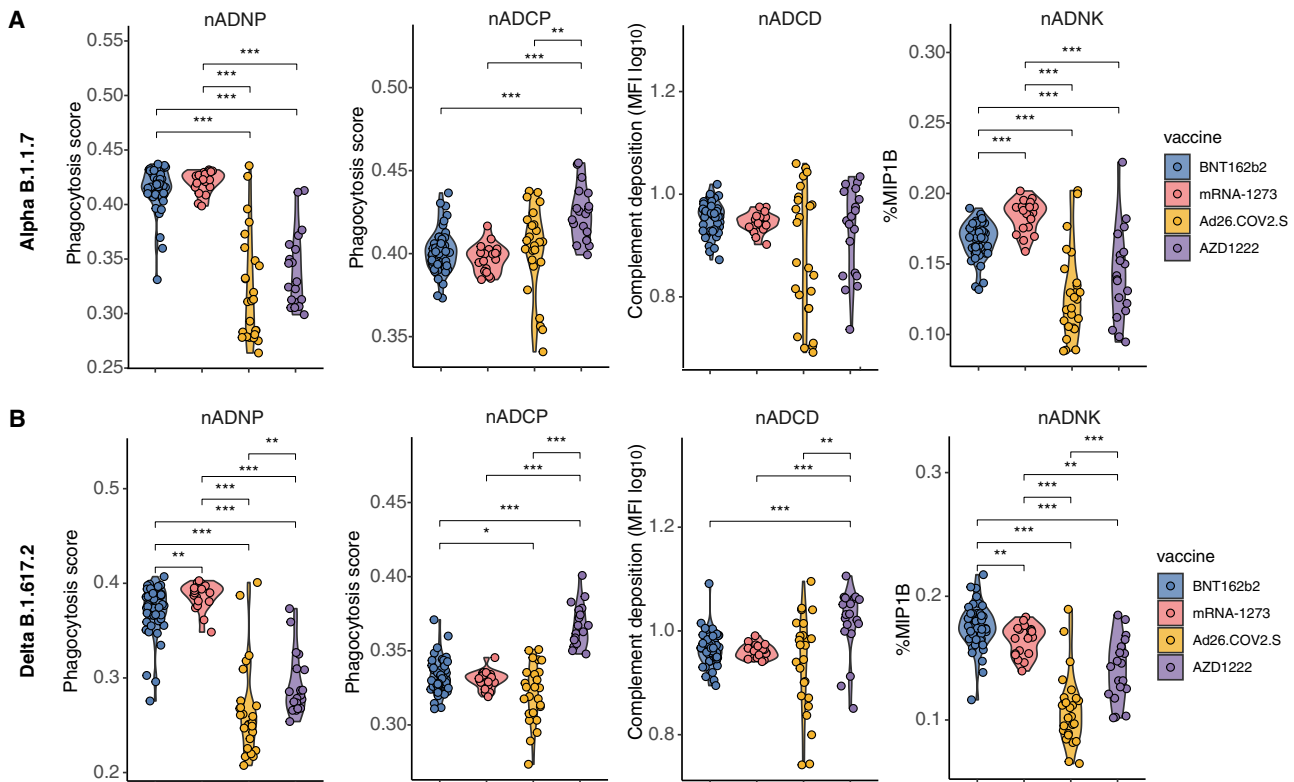 A
Alpha B.1.1.7
nADNP
Phagocytosis score
0.55
0.50
0.45
0.40
0.35
0.30
0.25
***
***
***
***
nADCP
Phagocytosis score
0.50
0.45
0.40
0.35
**
***
***
nADCD
Complement deposition (MFI log10)
1.2
1.0
0.8
nADNK
%MIP1B
0.30
0.25
0.20
0.15
0.10
***
***
***
***
***
vaccine
BNT162b2
mRNA-1273
Ad26.COV2.S
AZD1222
B
Delta B.1.617.2
nADNP
Phagocytosis score
0.5
0.4
0.3
0.2
**
***
***
***
***
**
nADCP
Phagocytosis score
0.45
0.40
0.35
0.30
***
***
***
*
nADCD
Complement deposition (MFI log10)
1.2
1.0
0.8
**
***
***
nADNK
%MIP1B
0.3
0.2
0.1
***
**
***
***
***
**
vaccine
BNT162b2
mRNA-1273
Ad26.COV2.S
AZD1222